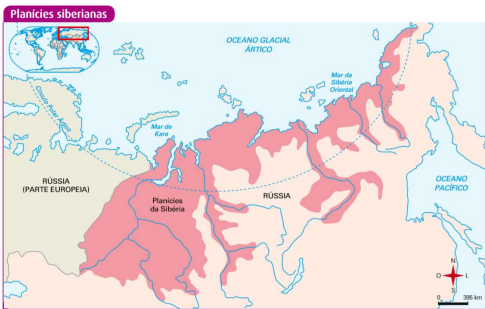 Planícies siberianas
OCEANO GLACIAL
ÁRTICO
Círculo Polar Ártico
Mar de
Kara
Mar da
Sibéria
Oriental
RÚSSIA
(PARTE EUROPEIA)
Planícies
da Sibéria
RÚSSIA
OCEANO
PACÍFICO
N
O
L
S
0
395 km